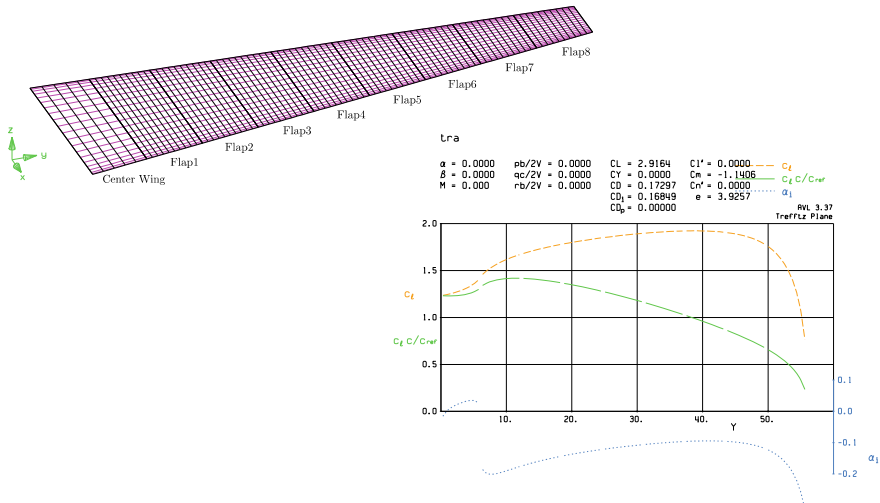 Flap8
Flap7
Flap6
Flap5
Flap4
Flap3
Flap2
Flap1
Center Wing
z
y
x
tra
α = 0.0000 pb/2V = 0.0000 CL = 2.9164 Cl' = 0.0000
β = 0.0000 qc/2V = 0.0000 CY = 0.0000 Cm = -1.1406
M = 0.000 rb/2V = 0.0000 CD = 0.17297 Cn' = 0.0000
CDi = 0.16849 e = 3.9257
CDp = 0.00000
Cℓ
Cℓ C/Cref
αi
AVL 3.37
Trefftz Plane
2.0
1.5
Cℓ
1.0
Cℓ C/Cref
0.5
0.0
10. 20. 30. 40. 50.
Y
0.1
0.0
-0.1
αi
-0.2